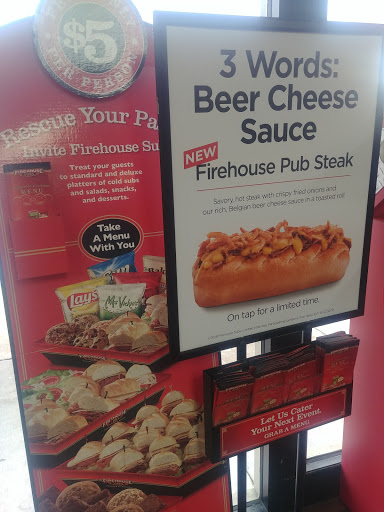 $5
PER PERSON
Rescue Your Pa
Invite Firehouse Su
Treat your guests
to standard and deluxe
platters of cold subs
and salads, snacks,
and desserts.
MENU
Take
A Menu
With You
Lay's
Miss Vickie's
3 Words:
Beer Cheese
Sauce
NEW
Firehouse Pub Steak
Savory, hot steak with crispy fried onions and
our rich, Belgian beer cheese sauce in a toasted roll
On tap for a limited time.
Let Us Cater
Your Next Event.
GRAB A MENU.
FIREHOUSE